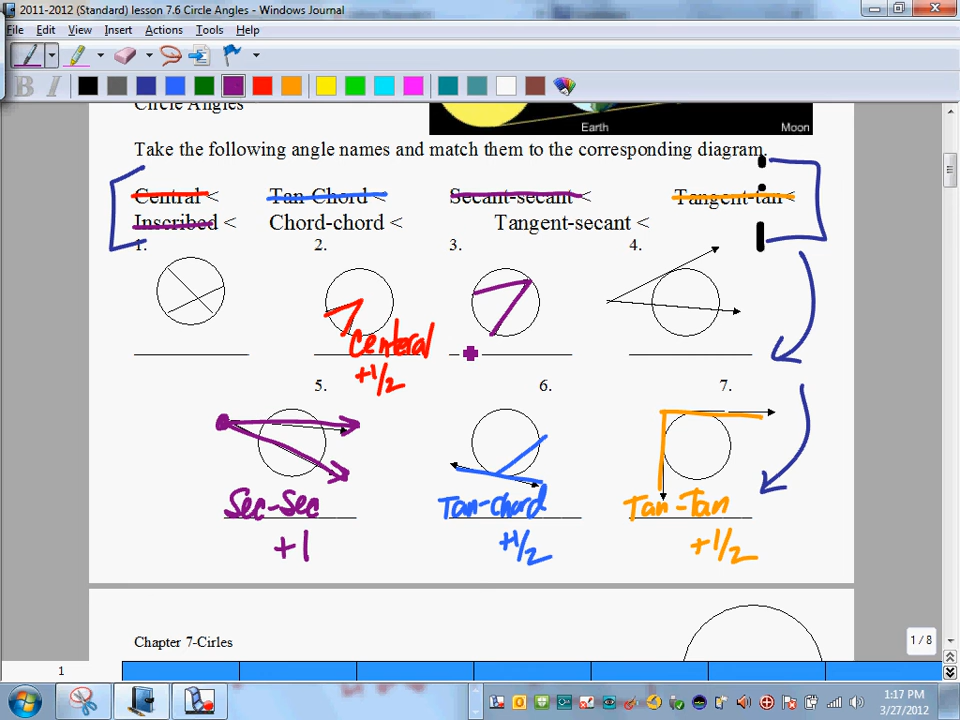 2011-2012 (Standard) lesson 7.6 Circle Angles - Windows Journal
File Edit View Insert Actions Tools Help
B I
Circle Angles
Earth Moon
Take the following angle names and match them to the corresponding diagram.
Central < Tan-Chord < Secant-secant < Tangent-tan <
Inscribed < Chord-chord < Tangent-secant <
1. 2. 3. 4.
Centeral
+1/2
5. 6. 7.
Sec-Sec Tan-chord Tan-Tan
+1 +1/2 +1/2
Chapter 7-Cirles
1 / 8
1
1:17 PM
3/27/2012